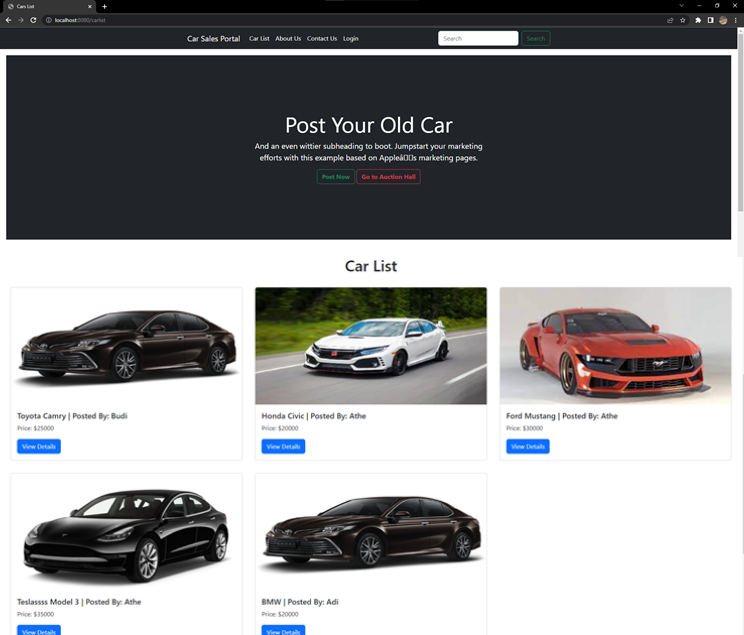 Cars List
localhost:8080/carlist
Car Sales Portal
Car List
About Us
Contact Us
Login
Search
Search
Post Your Old Car
And an even wittier subheading to boot. Jumpstart your marketing
efforts with this example based on Appleâ□□s marketing pages.
Post Now
Go to Auction Hall
Car List
Toyota Camry | Posted By: Budi
Price: $25000
View Details
Honda Civic | Posted By: Athe
Price: $20000
View Details
Ford Mustang | Posted By: Athe
Price: $30000
View Details
Teslassss Model 3 | Posted By: Athe
Price: $35000
View Details
BMW | Posted By: Adi
Price: $20000
View Details